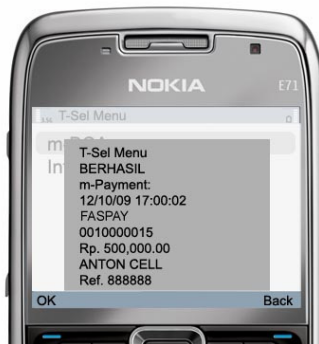 NOKIA
E71
T-Sel Menu
T-Sel Menu
BERHASIL
m-Payment:
12/10/09 17:00:02
FASPAY
0010000015
Rp. 500,000.00
ANTON CELL
Ref. 888888
OK Back